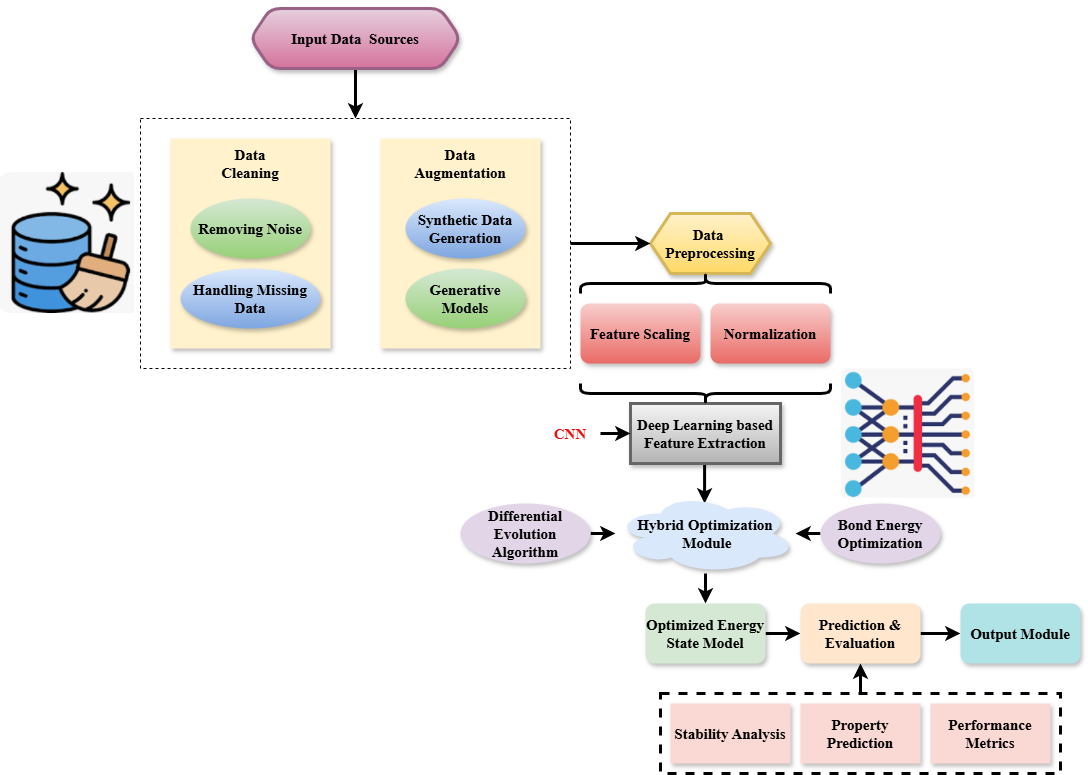 Input Data Sources
Data
Cleaning
Removing Noise
Handling Missing
Data
Data
Augmentation
Synthetic Data
Generation
Generative
Models
Data
Preprocessing
Feature Scaling
Normalization
CNN
Deep Learning based
Feature Extraction
Differential
Evolution
Algorithm
Hybrid Optimization
Module
Bond Energy
Optimization
Optimized Energy
State Model
Prediction &
Evaluation
Output Module
Stability Analysis
Property
Prediction
Performance
Metrics